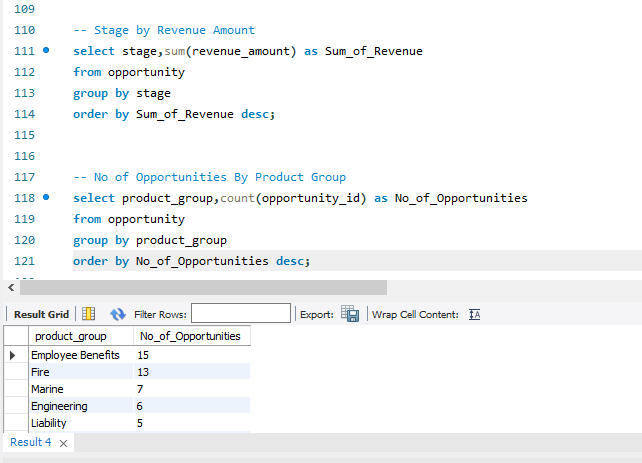 109
110 -- Stage by Revenue Amount
111 select stage,sum(revenue_amount) as Sum_of_Revenue
112 from opportunity
113 group by stage
114 order by Sum_of_Revenue desc;
115
116
117 -- No of Opportunities By Product Group
118 select product_group,count(opportunity_id) as No_of_Opportunities
119 from opportunity
120 group by product_group
121 order by No_of_Opportunities desc;
Result Grid Filter Rows: Export: Wrap Cell Content: IA
product_group No_of_Opportunities
Employee Benefits 15
Fire 13
Marine 7
Engineering 6
Liability 5
Result 4 ×